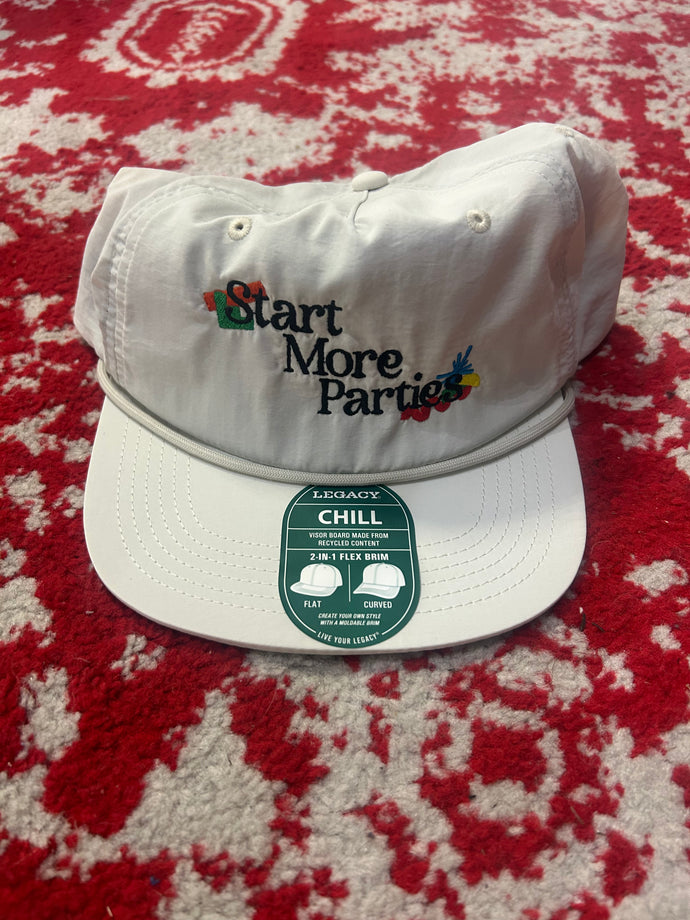 Start
More
Parties
LEGACY
CHILL
VISOR BOARD MADE FROM
RECYCLED CONTENT
2-IN-1 FLEX BRIM
FLAT
CURVED
CREATE YOUR OWN STYLE
WITH A MOLDABLE BRIM
LIVE YOUR LEGACY®